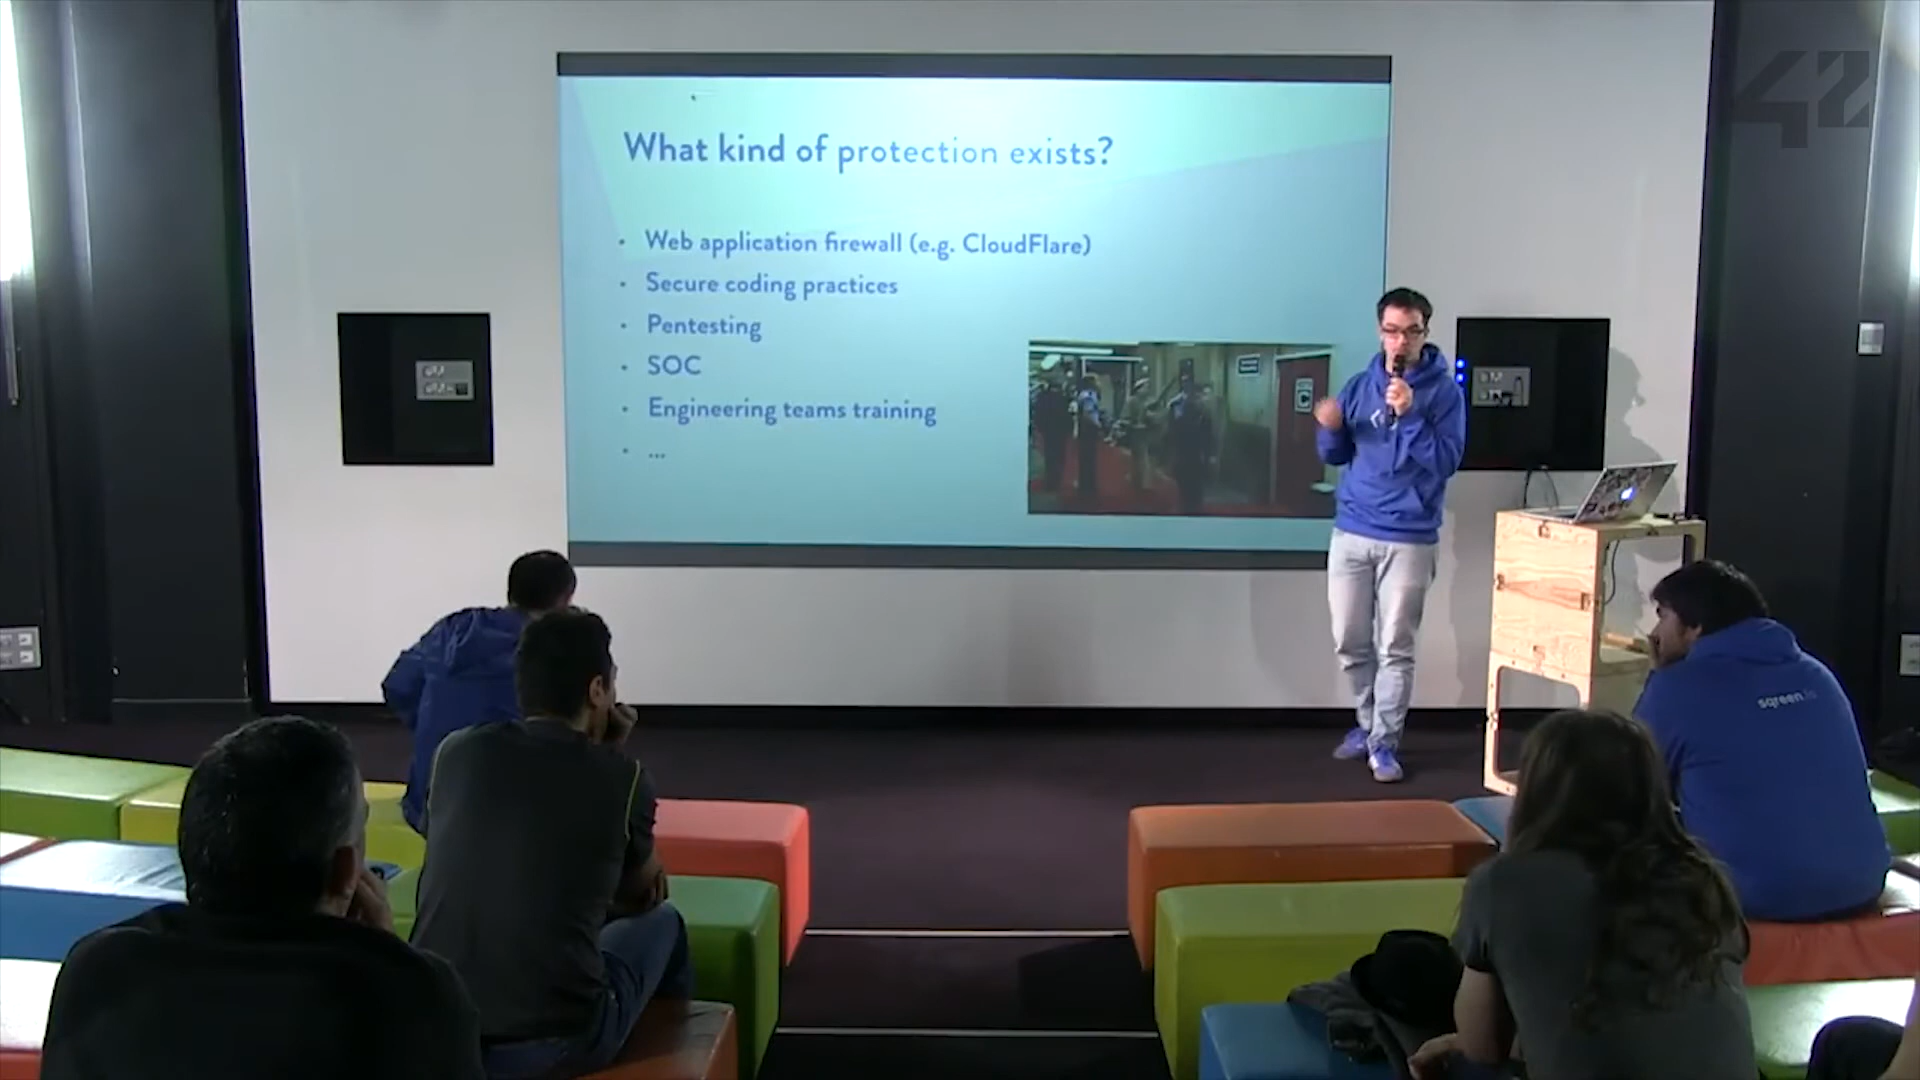 42
What kind of protection exists?
• Web application firewall (e.g. CloudFlare)
• Secure coding practices
• Pentesting
• SOC
• Engineering teams training
• ...
C
sqreen.io